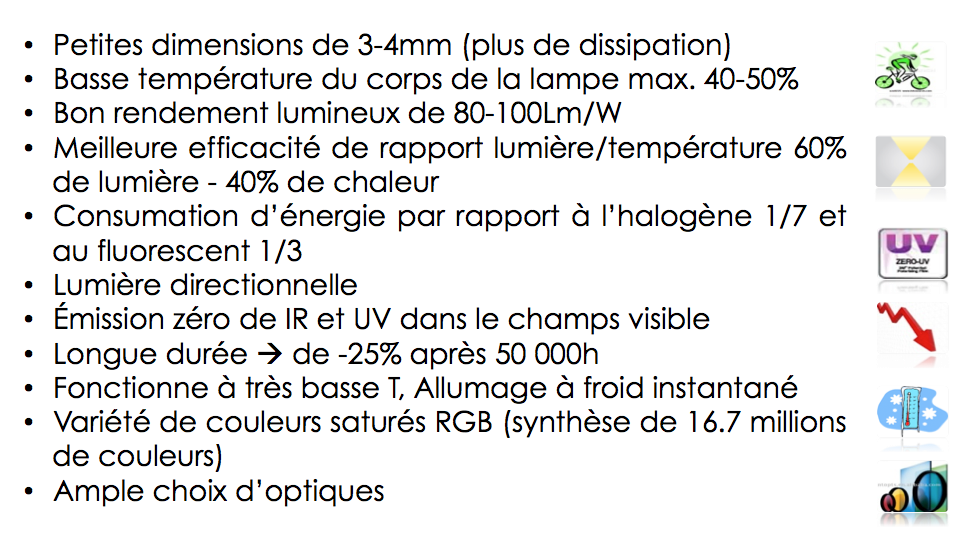 • Petites dimensions de 3-4mm (plus de dissipation)
• Basse température du corps de la lampe max. 40-50%
• Bon rendement lumineux de 80-100Lm/W
• Meilleure efficacité de rapport lumière/température 60%
de lumière - 40% de chaleur
• Consumation d’énergie par rapport à l’halogène 1/7 et
au fluorescent 1/3
• Lumière directionnelle
• Émission zéro de IR et UV dans le champs visible
• Longue durée → de -25% après 50 000h
• Fonctionne à très basse T, Allumage à froid instantané
• Variété de couleurs saturés RGB (synthèse de 16.7 millions
de couleurs)
• Ample choix d’optiques
UV
ZERO-UV